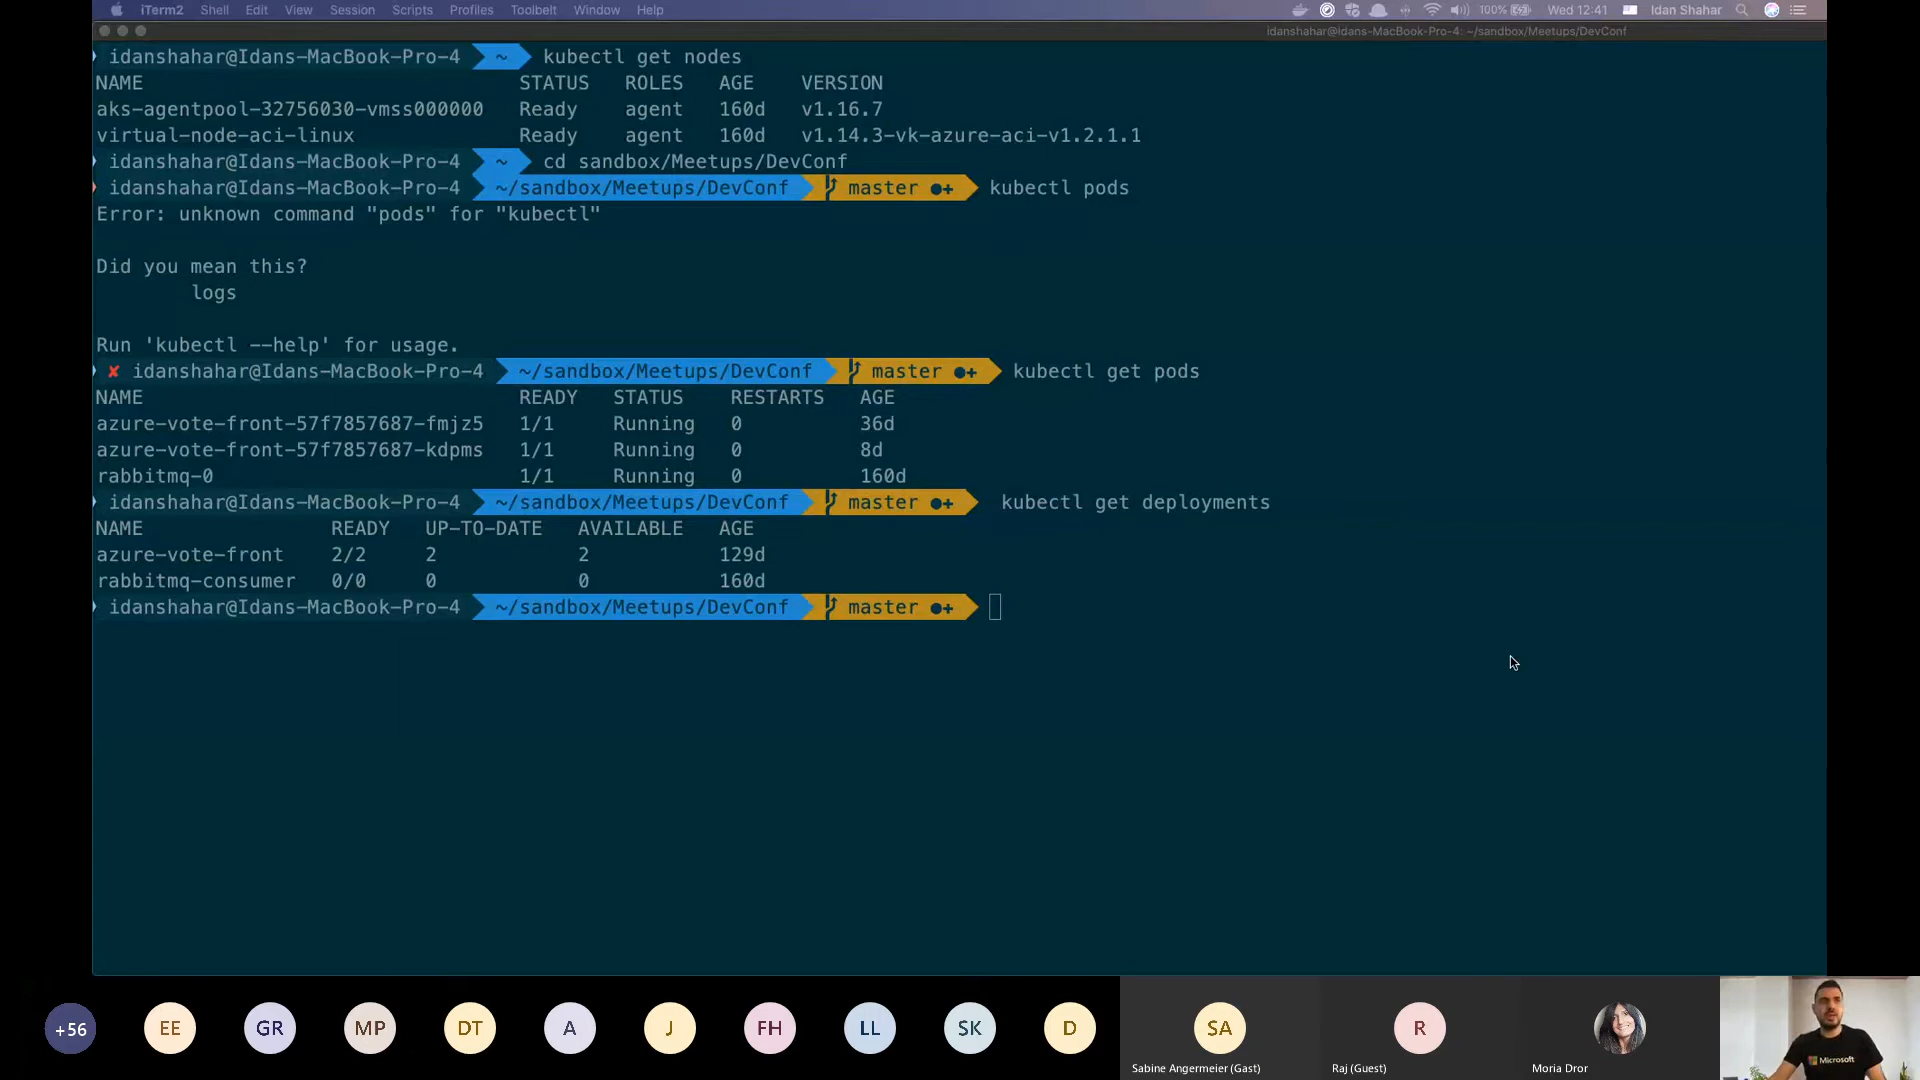 iTerm2 Shell Edit View Session Scripts Profiles Toolbelt Window Help 100% Wed 12:41 Idan Shahar
idanshahar@Idans-MacBook-Pro-4: ~/sandbox/Meetups/DevConf
idanshahar@Idans-MacBook-Pro-4 ~ kubectl get nodes
NAME STATUS ROLES AGE VERSION
aks-agentpool-32756030-vmss000000 Ready agent 160d v1.16.7
virtual-node-aci-linux Ready agent 160d v1.14.3-vk-azure-aci-v1.2.1.1
idanshahar@Idans-MacBook-Pro-4 ~ cd sandbox/Meetups/DevConf
idanshahar@Idans-MacBook-Pro-4 ~/sandbox/Meetups/DevConf master ●+ kubectl pods
Error: unknown command "pods" for "kubectl"
Did you mean this?
logs
Run 'kubectl --help' for usage.
✘ idanshahar@Idans-MacBook-Pro-4 ~/sandbox/Meetups/DevConf master ●+ kubectl get pods
NAME READY STATUS RESTARTS AGE
azure-vote-front-57f7857687-fmjz5 1/1 Running 0 36d
azure-vote-front-57f7857687-kdpms 1/1 Running 0 8d
rabbitmq-0 1/1 Running 0 160d
idanshahar@Idans-MacBook-Pro-4 ~/sandbox/Meetups/DevConf master ●+ kubectl get deployments
NAME READY UP-TO-DATE AVAILABLE AGE
azure-vote-front 2/2 2 2 129d
rabbitmq-consumer 0/0 0 0 160d
idanshahar@Idans-MacBook-Pro-4 ~/sandbox/Meetups/DevConf master ●+
+56 EE GR MP DT A J FH LL SK D SA R
Sabine Angermeier (Gast) Raj (Guest) Moria Dror
Microsoft